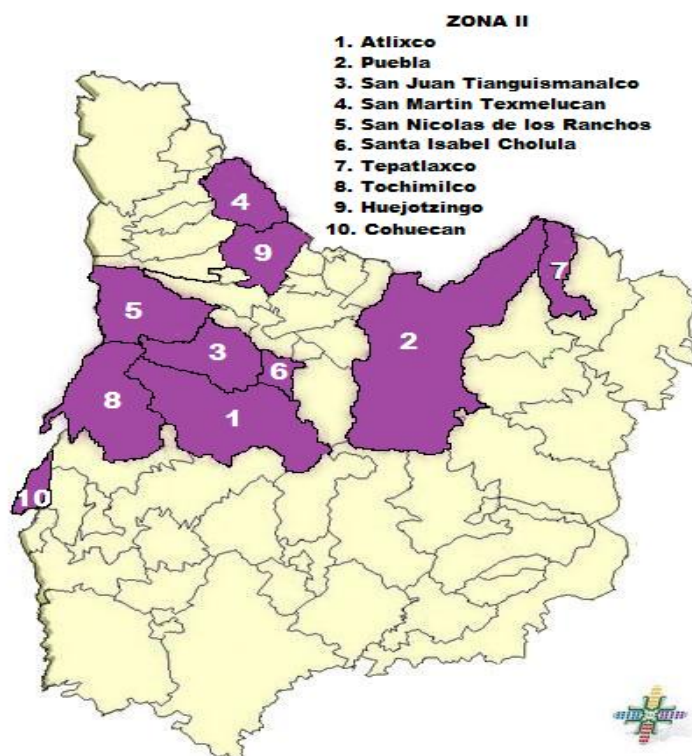 ZONA II
1. Atlixco
2. Puebla
3. San Juan Tianguismanalco
4. San Martin Texmelucan
5. San Nicolas de los Ranchos
6. Santa Isabel Cholula
7. Tepatlaxco
8. Tochimilco
9. Huejotzingo
10. Cohuecan
4
9
7
5
3
2
6
8
1
10